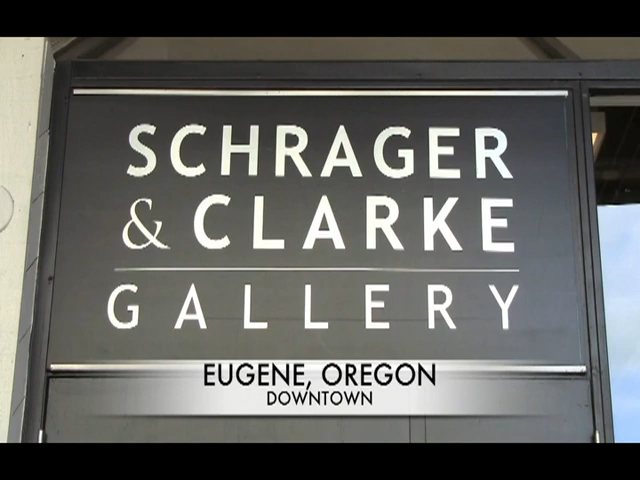 SCHRAGER
& CLARKE
GALLERY
EUGENE, OREGON
DOWNTOWN